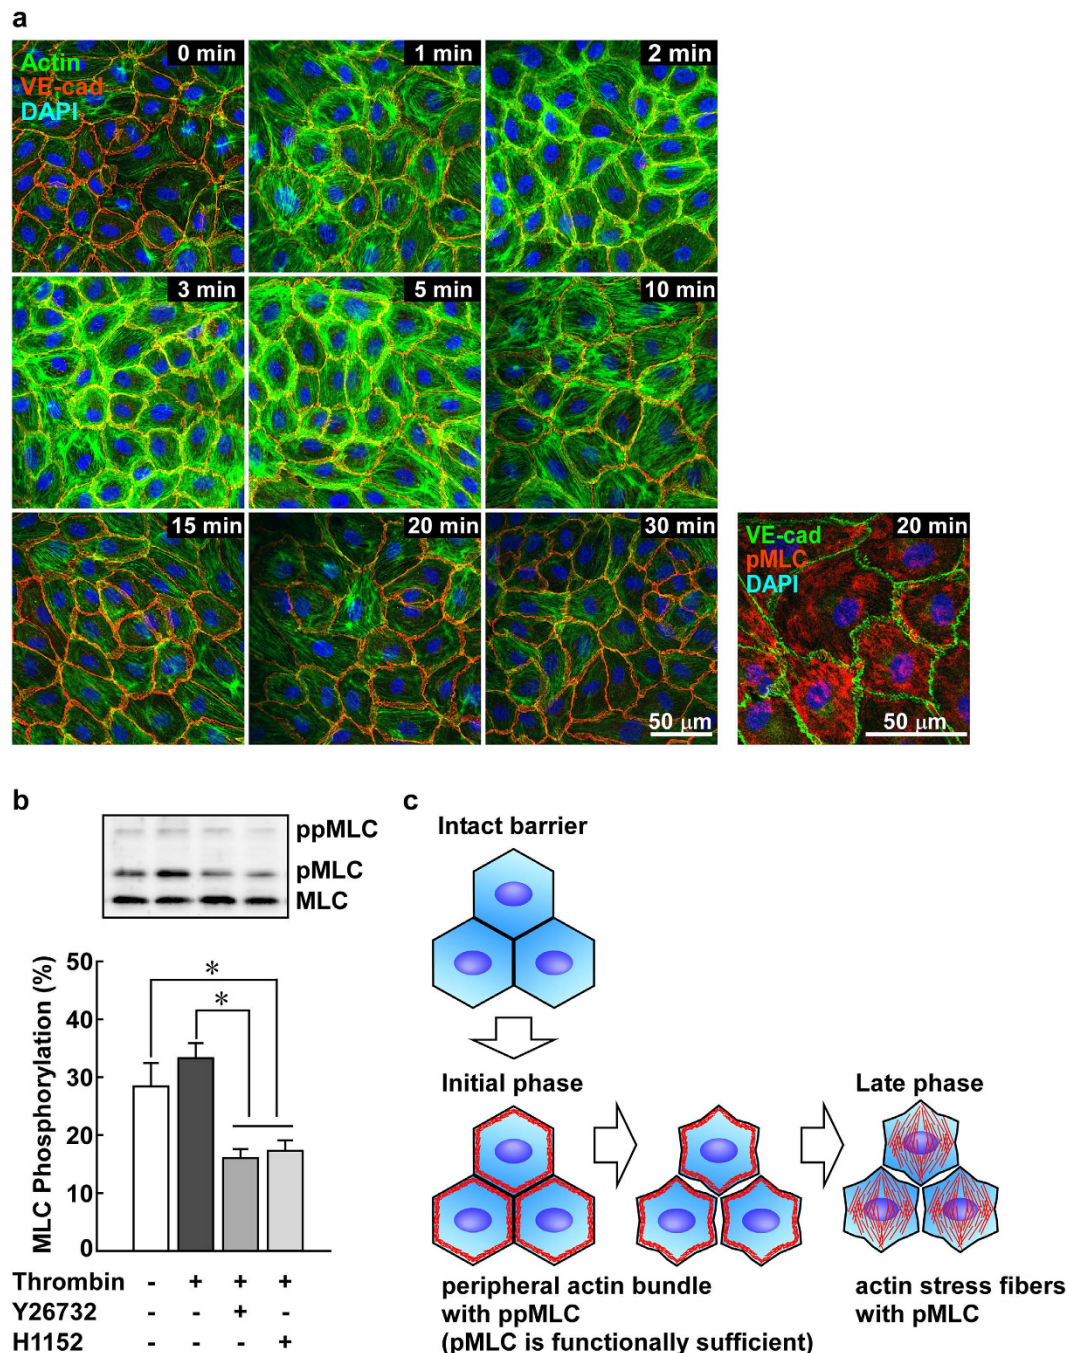 a
0 min
Actin
VE-cad
DAPI
1 min
2 min
3 min
5 min
10 min
15 min
20 min
30 min
50 μm
20 min
VE-cad
pMLC
DAPI
50 μm
b
ppMLC
pMLC
MLC
MLC Phosphorylation (%)
50
40
30
20
10
0
*
*
Thrombin - + + +
Y26732 - - + -
H1152 - - - +
c
Intact barrier
Initial phase
Late phase
peripheral actin bundle
with ppMLC
(pMLC is functionally sufficient)
actin stress fibers
with pMLC